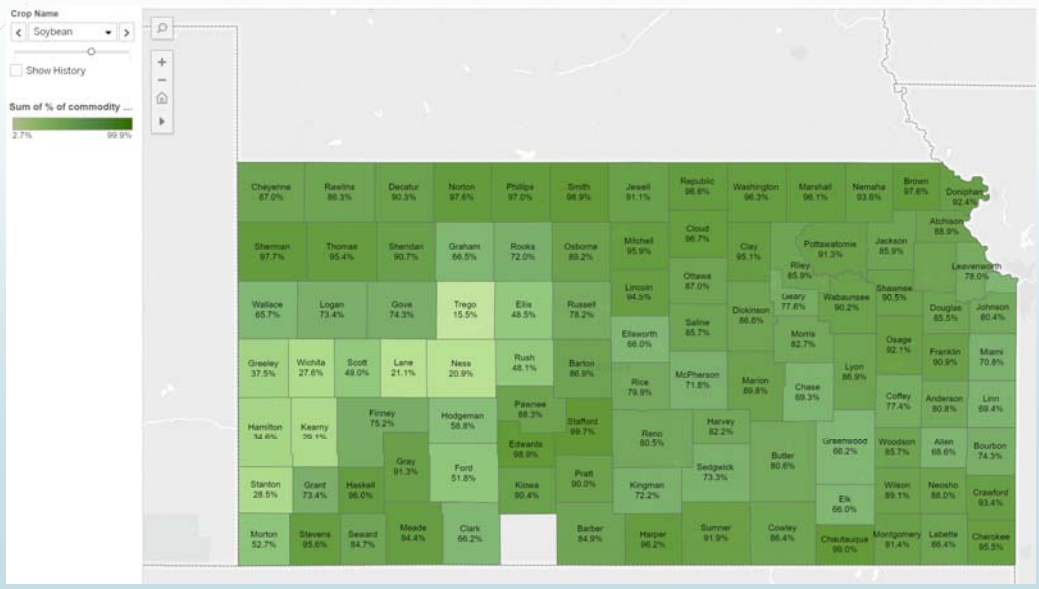 Crop Name
Soybean
Show History
Sum of % of commodity ...
2.7% 99.9%
Cheyenne 87.0%
Rawlins 86.3%
Decatur 90.3%
Norton 97.6%
Phillips 97.0%
Smith 98.9%
Jewell 91.1%
Republic 96.6%
Washington 96.3%
Marshall 96.1%
Nemaha 93.6%
Brown 97.6%
Doniphan 92.4%
Atchison 88.9%
Sherman 97.7%
Thomas 95.4%
Sheridan 90.7%
Graham 66.5%
Rooks 72.0%
Osborne 89.2%
Mitchell 95.9%
Cloud 96.7%
Clay 95.1%
Riley 85.9%
Pottawatomie 91.3%
Jackson 85.9%
Leavenworth 78.0%
Wallace 65.7%
Logan 73.4%
Gove 74.3%
Trego 15.5%
Ellis 48.5%
Russell 78.2%
Lincoln 94.5%
Ottawa 87.0%
Dickinson 86.6%
Geary 77.6%
Wabaunsee 90.2%
Shawnee 90.5%
Douglas 85.5%
Johnson 80.4%
Ellsworth 66.0%
Saline 85.7%
Morris 82.7%
Osage 92.1%
Franklin 90.9%
Miami 70.8%
Greeley 37.5%
Wichita 27.6%
Scott 49.0%
Lane 21.1%
Ness 20.9%
Rush 48.1%
Barton 86.9%
Rice 79.9%
McPherson 71.8%
Marion 89.8%
Chase 69.3%
Lyon 86.9%
Coffey 77.4%
Anderson 80.8%
Linn 69.4%
Hamilton 34.6%
Kearny 29.1%
Finney 75.2%
Hodgeman 58.8%
Pawnee 88.3%
Stafford 99.7%
Edwards 98.9%
Reno 80.5%
Harvey 82.2%
Butler 80.6%
Greenwood 66.2%
Woodson 85.7%
Allen 68.6%
Bourbon 74.3%
Gray 91.3%
Ford 51.8%
Kiowa 90.4%
Pratt 90.0%
Kingman 72.2%
Sedgwick 73.3%
Elk 66.0%
Wilson 89.1%
Neosho 88.0%
Crawford 93.4%
Stanton 28.5%
Grant 73.4%
Haskell 96.0%
Morton 52.7%
Stevens 95.6%
Seward 84.7%
Meade 94.4%
Clark 66.2%
Barber 84.9%
Harper 96.2%
Sumner 91.9%
Cowley 86.4%
Chautauqua 99.0%
Montgomery 91.4%
Labette 86.4%
Cherokee 95.5%